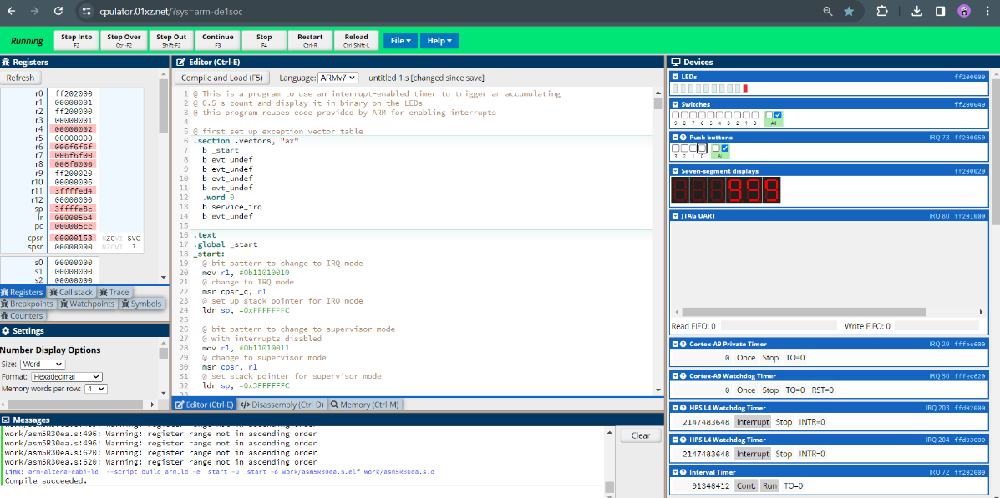 cpulator.01xz.net/?sys=arm-de1soc
Running Step Into Step Over Step Out Continue Stop Restart Reload File Help
F2 Ctrl-F2 Shift-F2 F3 F4 Ctrl-R Ctrl-Shift-L
Registers
Refresh
r0 ff202000
r1 00000001
r2 ff200000
r3 00000001
r4 00000002
r5 00000000
r6 006f6f6f
r7 006f6f00
r8 006f0000
r9 ff200020
r10 00000006
r11 3ffffed4
r12 00000000
sp 3ffffe8c
lr 000005b4
pc 000005cc
cpsr 60000153 NZCVI SVC
spsr 00000000 NZCVI ?
s0 00000000
s1 00000000
s2 00000000
Registers Call stack Trace
Breakpoints Watchpoints Symbols
Counters
Settings
Number Display Options
Size: Word
Format: Hexadecimal
Memory words per row: 4
Editor (Ctrl-E)
Compile and Load (F5) Language: ARMv7 untitled-1.s [changed since save]
1 @ This is a program to use an interrupt-enabled timer to trigger an accumulating
2 @ 0.5 s count and display it in binary on the LEDs
3 @ this program reuses code provided by ARM for enabling interrupts
4
5 @ first set up exception vector table
6 .section .vectors, "ax"
7 b _start
8 b evt_undef
9 b evt_undef
10 b evt_undef
11 b evt_undef
12 .word 0
13 b service_irq
14 b evt_undef
15
16 .text
17 .global _start
18 _start:
19 @ bit pattern to change to IRQ mode
20 mov r1, #0b11010010
21 @ change to IRQ mode
22 msr cpsr_c, r1
23 @ set up stack pointer for IRQ mode
24 ldr sp, =0xFFFFFFFC
25
26 @ bit pattern to change to supervisor mode
27 @ with interrupts disabled
28 mov r1, #0b11010011
29 @ change to supervisor mode
30 msr cpsr, r1
31 @ set stack pointer for supervisor mode
32 ldr sp, =0x3FFFFFFC
33
Editor (Ctrl-E) Disassembly (Ctrl-D) Memory (Ctrl-M)
Messages
Clear
work/asm5R30ea.s:496: Warning: register range not in ascending order
work/asm5R30ea.s:496: Warning: register range not in ascending order
work/asm5R30ea.s:620: Warning: register range not in ascending order
work/asm5R30ea.s:620: Warning: register range not in ascending order
Link: arm-altera-eabi-ld --script build_arm.ld -e _start -u _start -o work/asm5R30ea.s.elf work/asm5R30ea.s.o
Compile succeeded.
Devices
LEDs ff200000
Switches ff200040
9 8 7 6 5 4 3 2 1 0 All
Push buttons IRQ 73 ff200050
3 2 1 0 All
Seven-segment displays ff200020
999
JTAG UART IRQ 80 ff201000
Read FIFO: 0 Write FIFO: 0
Cortex-A9 Private Timer IRQ 29 fffec600
0 Once Stop TO=0
Cortex-A9 Watchdog Timer IRQ 30 fffec620
0 Once Stop TO=0 RST=0
HPS L4 Watchdog Timer IRQ 203 ffd02000
2147483648 Interrupt Stop INTR=0
HPS L4 Watchdog Timer IRQ 204 ffd03000
2147483648 Interrupt Stop INTR=0
Interval Timer IRQ 72 ff202000
91348412 Cont. Run TO=0